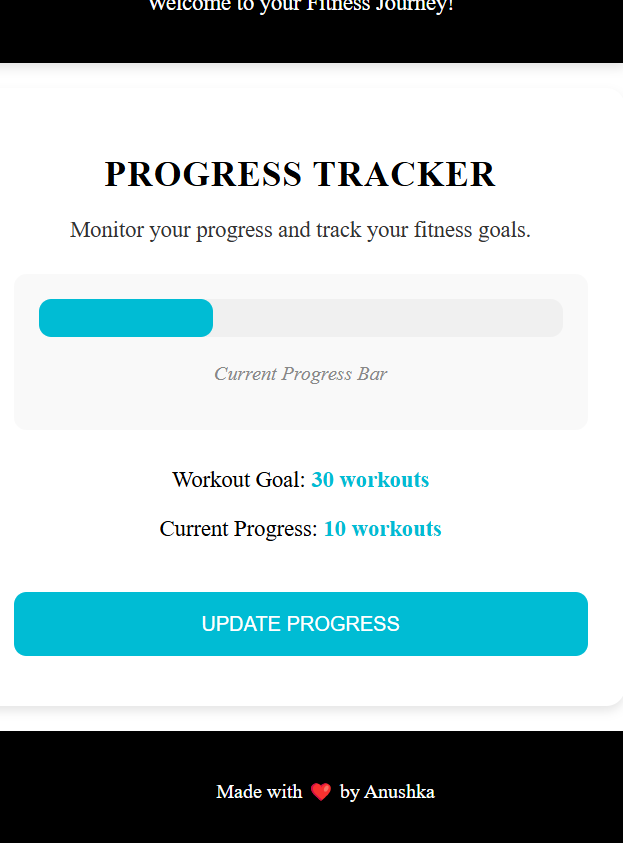 Welcome to your Fitness Journey!
PROGRESS TRACKER
Monitor your progress and track your fitness goals.
Current Progress Bar
Workout Goal: 30 workouts
Current Progress: 10 workouts
UPDATE PROGRESS
Made with ❤️ by Anushka